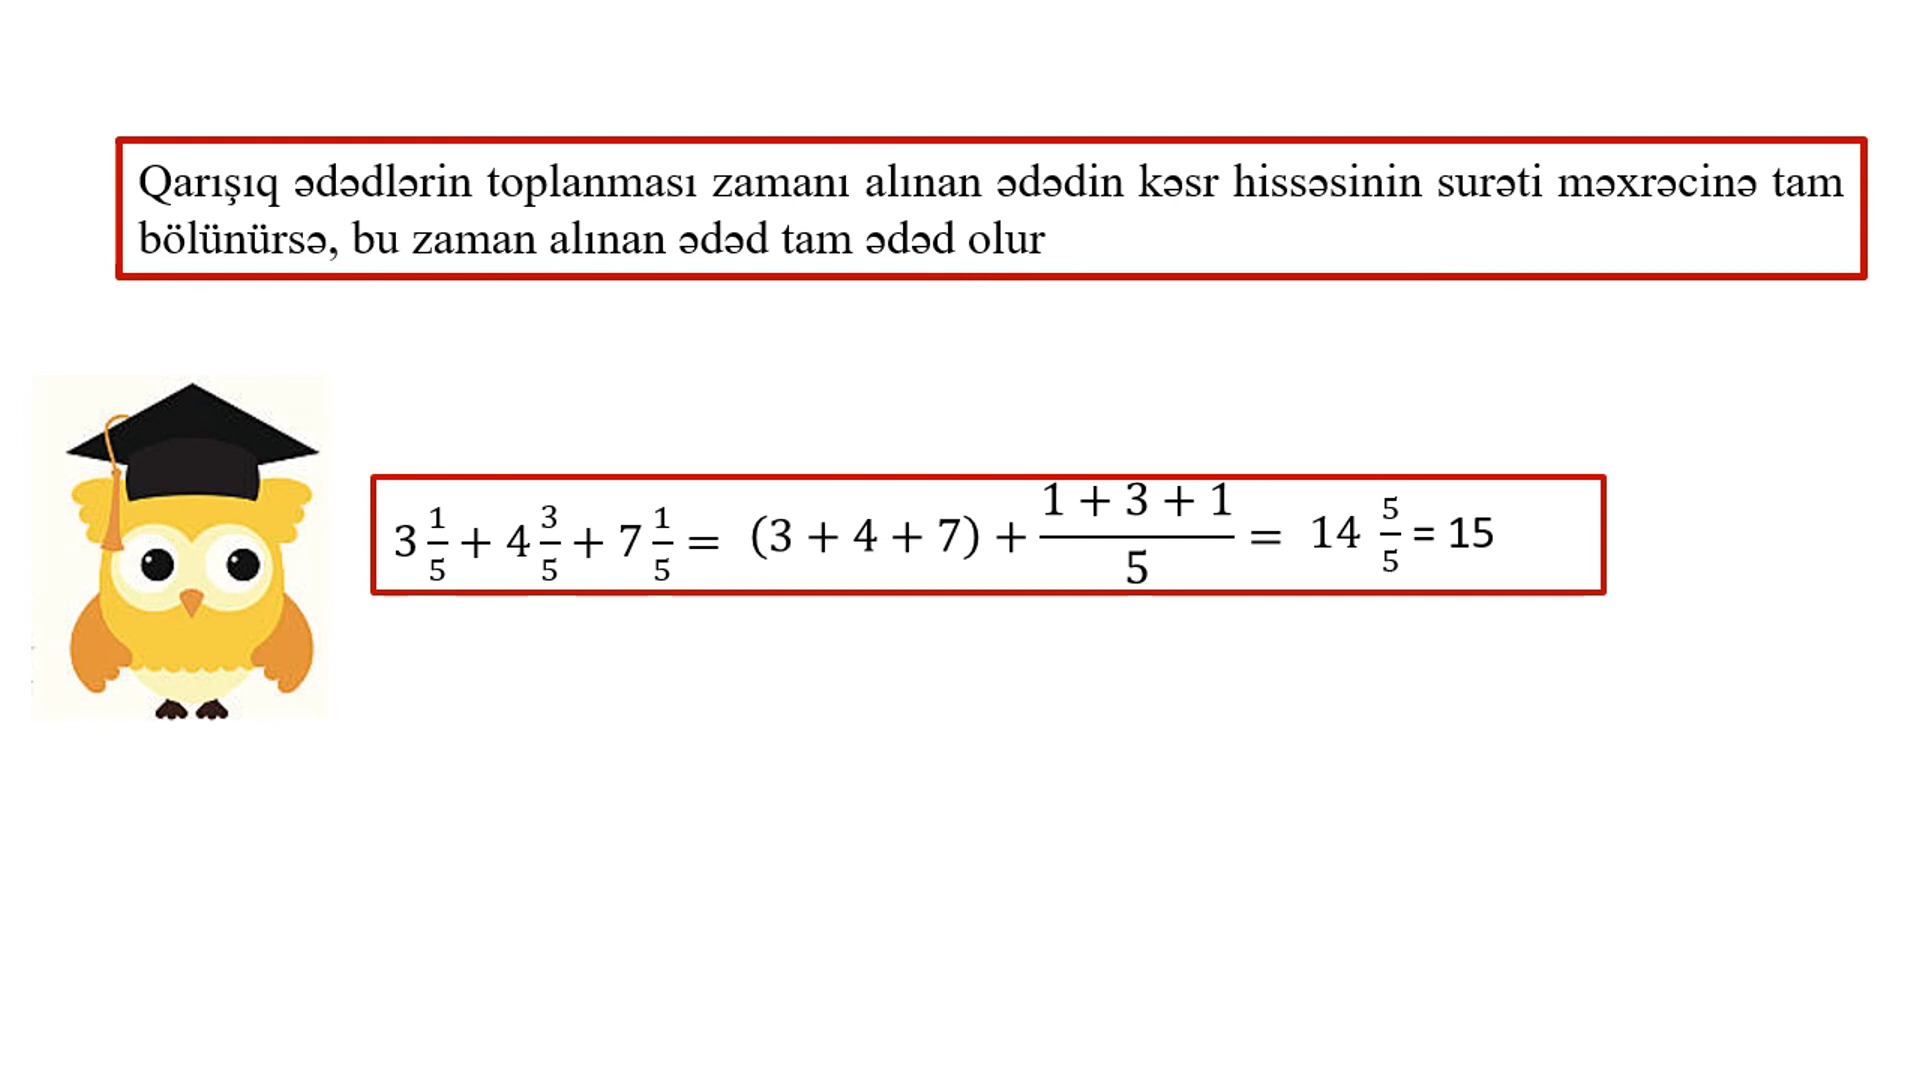 Qarışıq ədədlərin toplanması zamanı alınan ədədin kəsr hissəsinin surəti məxrəcinə tam
bölünürsə, bu zaman alınan ədəd tam ədəd olur
3 1/5 + 4 3/5 + 7 1/5 = (3 + 4 + 7) + (1 + 3 + 1)/5 = 14 5/5 = 15